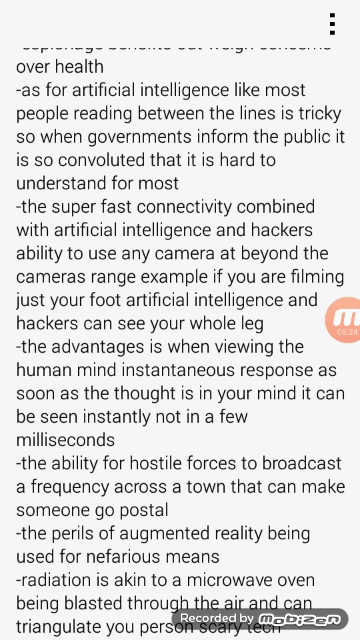 -espionage benefits out weigh concerns
over health
-as for artificial intelligence like most
people reading between the lines is tricky
so when governments inform the public it
is so convoluted that it is hard to
understand for most
-the super fast connectivity combined
with artificial intelligence and hackers
ability to use any camera at beyond the
cameras range example if you are filming
just your foot artificial intelligence and
hackers can see your whole leg
-the advantages is when viewing the
human mind instantaneous response as
soon as the thought is in your mind it can
be seen instantly not in a few
milliseconds
-the ability for hostile forces to broadcast
a frequency across a town that can make
someone go postal
-the perils of augmented reality being
used for nefarious means
-radiation is akin to a microwave oven
being blasted through the air and can
triangulate you person scary tech
05:24
Recorded by mobizen